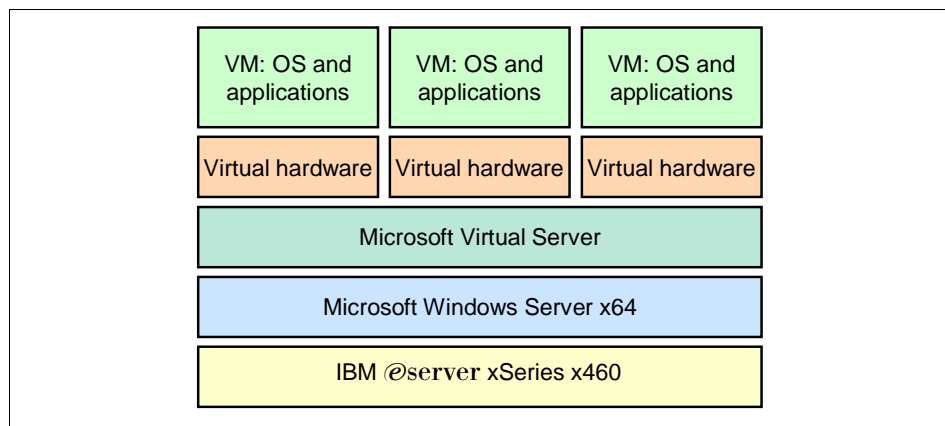 VM: OS and
applications
VM: OS and
applications
VM: OS and
applications
Virtual hardware
Virtual hardware
Virtual hardware
Microsoft Virtual Server
Microsoft Windows Server x64
IBM @server xSeries x460